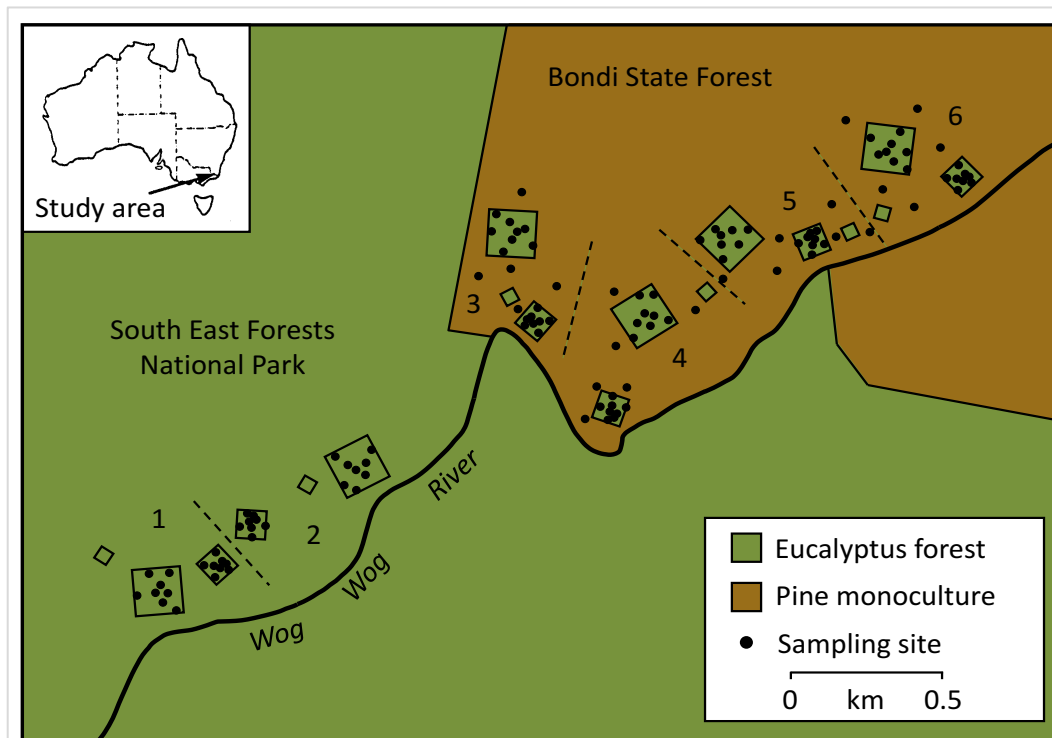 Study area
Bondi State Forest
South East Forests
National Park
1
2
3
4
5
6
River
Wog
Wog
Eucalyptus forest
Pine monoculture
Sampling site
0 km 0.5